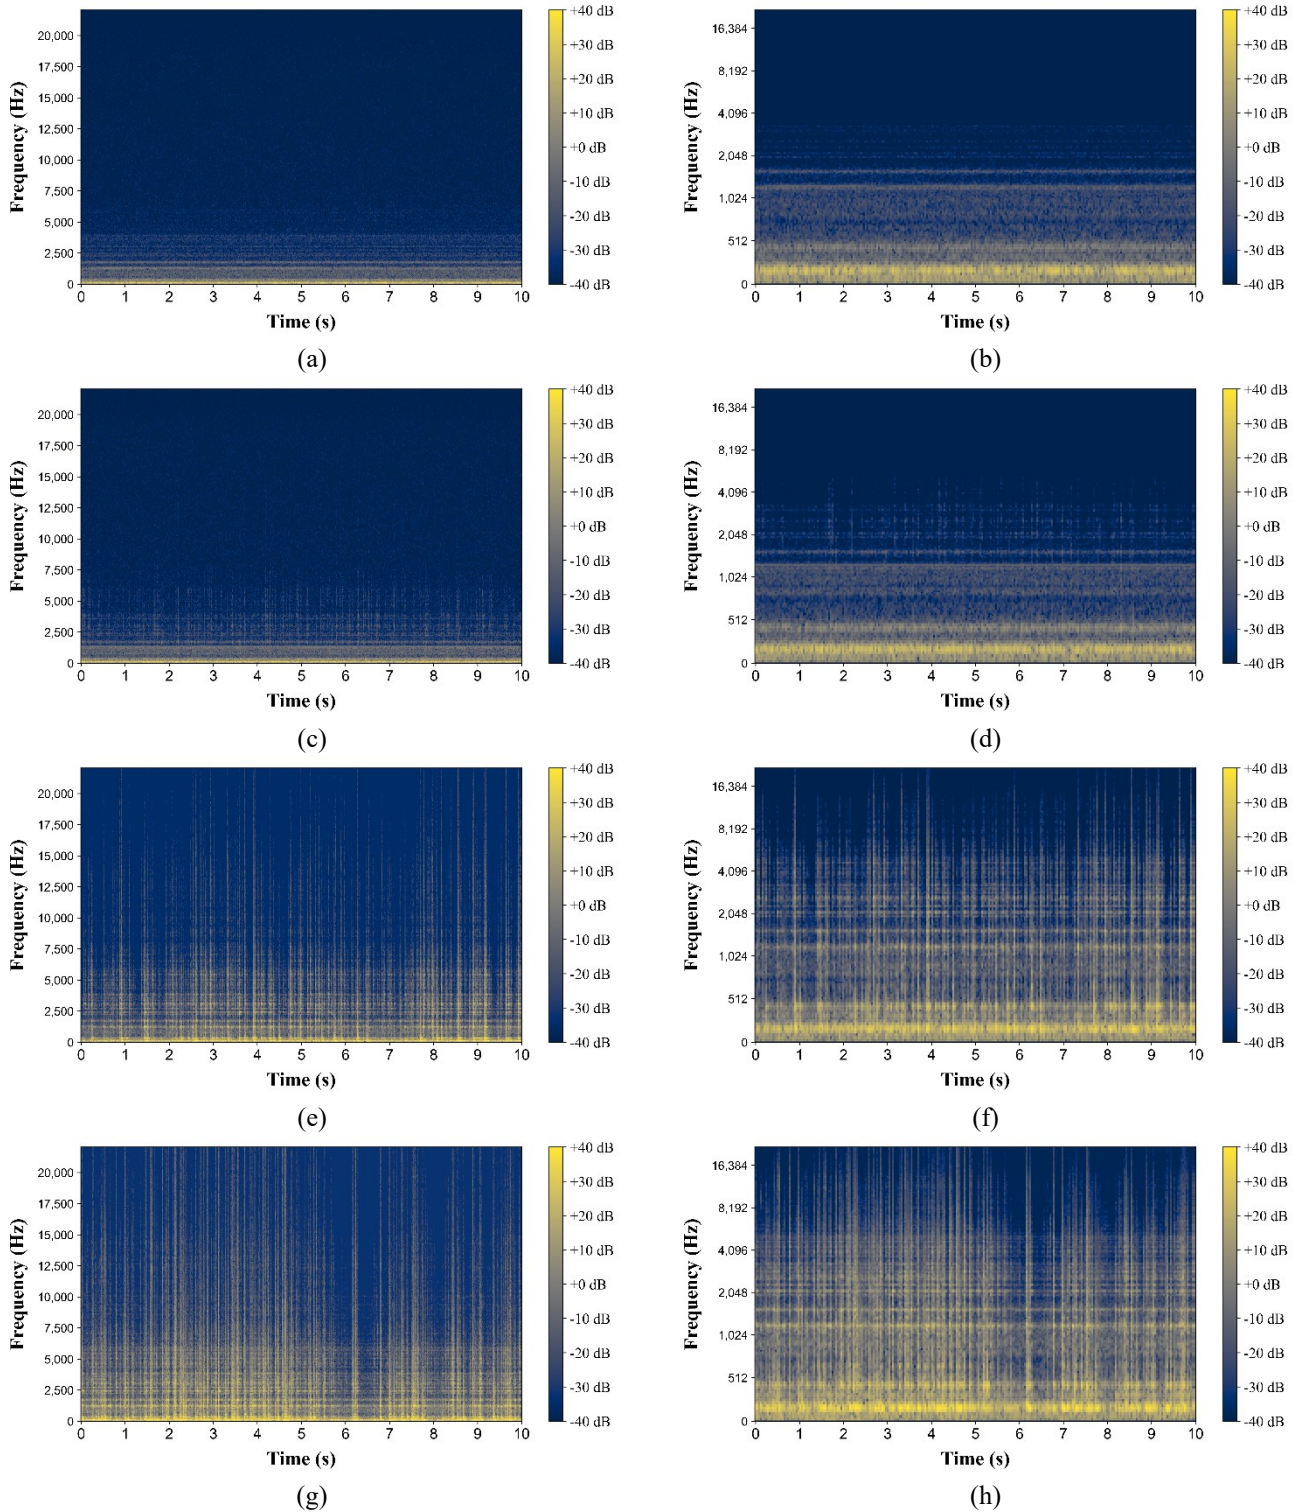 Frequency (Hz)
20,000
17,500
15,000
12,500
10,000
7,500
5,000
2,500
0
0 1 2 3 4 5 6 7 8 9 10
Time (s)
+40 dB
+30 dB
+20 dB
+10 dB
+0 dB
-10 dB
-20 dB
-30 dB
-40 dB
(a)
Frequency (Hz)
16,384
8,192
4,096
2,048
1,024
512
0
0 1 2 3 4 5 6 7 8 9 10
Time (s)
+40 dB
+30 dB
+20 dB
+10 dB
+0 dB
-10 dB
-20 dB
-30 dB
-40 dB
(b)
Frequency (Hz)
20,000
17,500
15,000
12,500
10,000
7,500
5,000
2,500
0
0 1 2 3 4 5 6 7 8 9 10
Time (s)
+40 dB
+30 dB
+20 dB
+10 dB
+0 dB
-10 dB
-20 dB
-30 dB
-40 dB
(c)
Frequency (Hz)
16,384
8,192
4,096
2,048
1,024
512
0
0 1 2 3 4 5 6 7 8 9 10
Time (s)
+40 dB
+30 dB
+20 dB
+10 dB
+0 dB
-10 dB
-20 dB
-30 dB
-40 dB
(d)
Frequency (Hz)
20,000
17,500
15,000
12,500
10,000
7,500
5,000
2,500
0
0 1 2 3 4 5 6 7 8 9 10
Time (s)
+40 dB
+30 dB
+20 dB
+10 dB
+0 dB
-10 dB
-20 dB
-30 dB
-40 dB
(e)
Frequency (Hz)
16,384
8,192
4,096
2,048
1,024
512
0
0 1 2 3 4 5 6 7 8 9 10
Time (s)
+40 dB
+30 dB
+20 dB
+10 dB
+0 dB
-10 dB
-20 dB
-30 dB
-40 dB
(f)
Frequency (Hz)
20,000
17,500
15,000
12,500
10,000
7,500
5,000
2,500
0
0 1 2 3 4 5 6 7 8 9 10
Time (s)
+40 dB
+30 dB
+20 dB
+10 dB
+0 dB
-10 dB
-20 dB
-30 dB
-40 dB
(g)
Frequency (Hz)
16,384
8,192
4,096
2,048
1,024
512
0
0 1 2 3 4 5 6 7 8 9 10
Time (s)
+40 dB
+30 dB
+20 dB
+10 dB
+0 dB
-10 dB
-20 dB
-30 dB
-40 dB
(h)